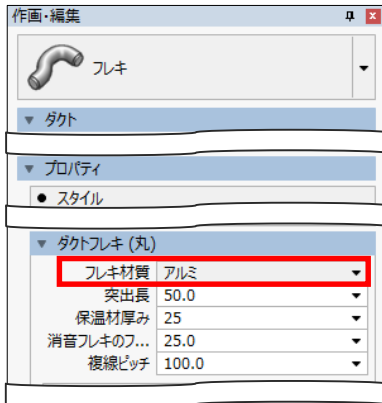 作画・編集
フレキ
ダクト
プロパティ
● スタイル
ダクトフレキ (丸)
フレキ材質 アルミ
突出長 50.0
保温材厚み 25
消音フレキのフ... 25.0
複線ピッチ 100.0